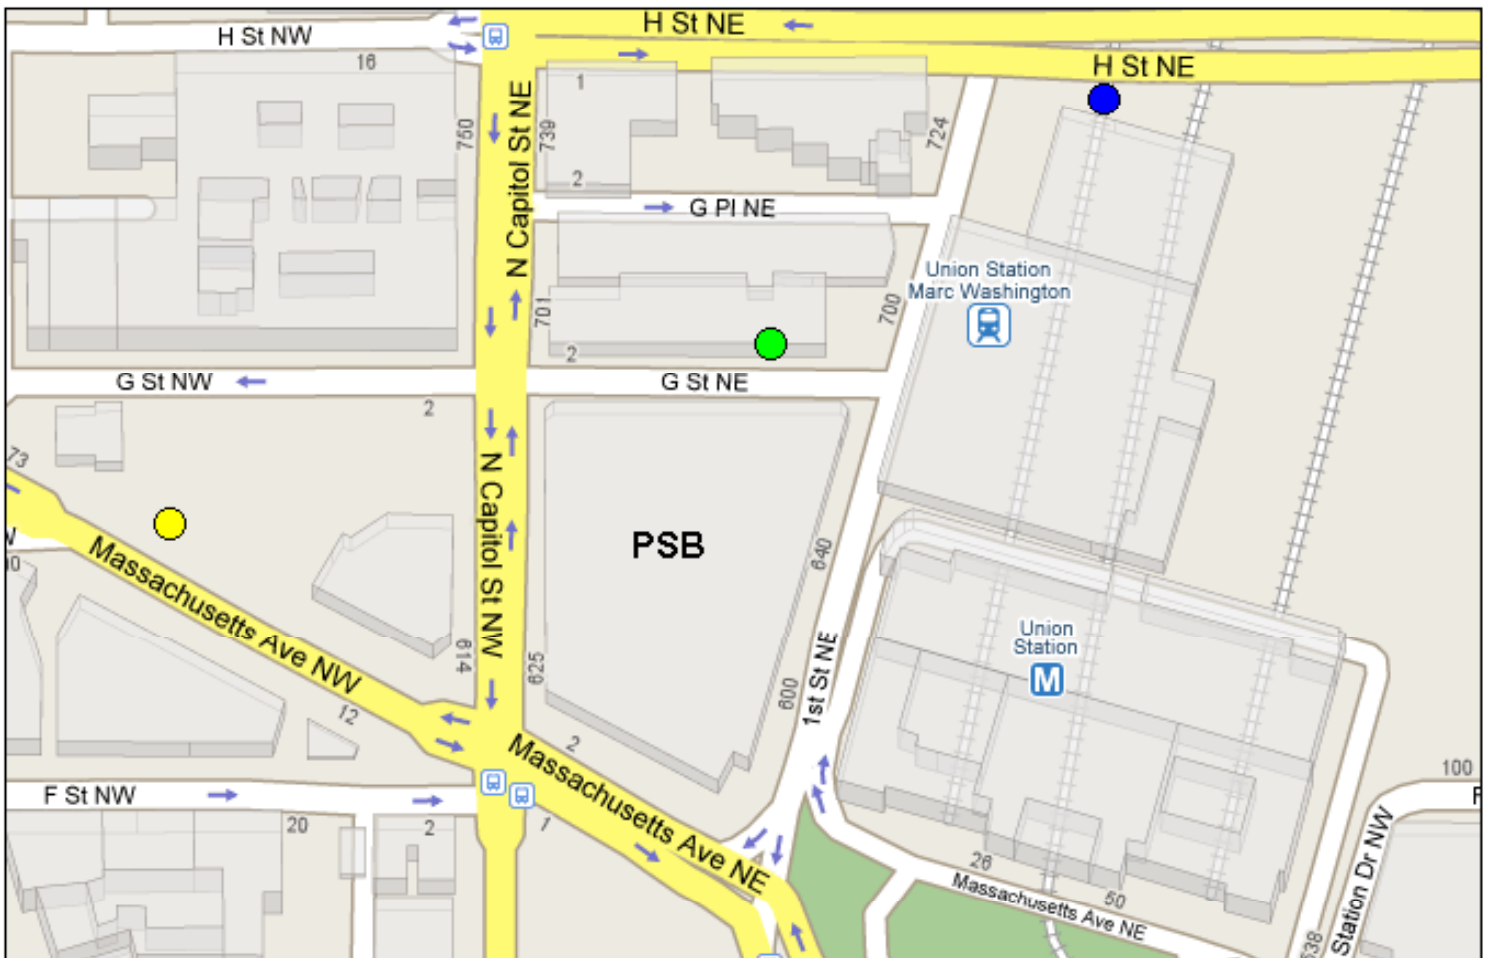 H St NW
H St NE
H St NE
16
1
750
739
N Capitol St NE
724
2
G Pl NE
Union Station
Marc Washington
701
700
2
G St NW
G St NE
2
73
N Capitol St NW
PSB
640
Massachusetts Ave NW
Union
Station
M
614
625
600
1st St NE
12
2
Massachusetts Ave NE
100
F St NW
20
2
1
26
Massachusetts Ave NE
50
Station Dr NW